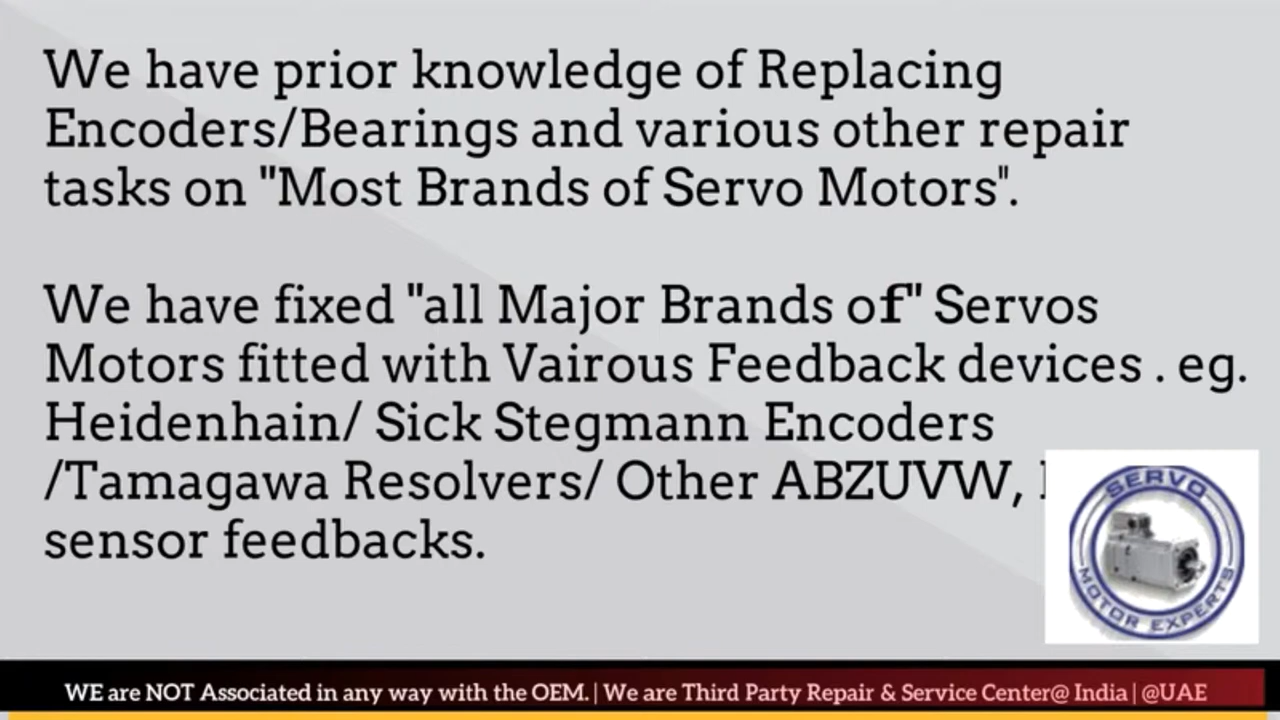 We have prior knowledge of Replacing
Encoders/Bearings and various other repair
tasks on "Most Brands of Servo Motors".
We have fixed "all Major Brands of" Servos
Motors fitted with Vairous Feedback devices . eg.
Heidenhain/ Sick Stegmann Encoders
/Tamagawa Resolvers/ Other ABZUVW,
sensor feedbacks.
SERVO
MOTOR EXPERTS
WE are NOT Associated in any way with the OEM. | We are Third Party Repair & Service Center@ India | @UAE